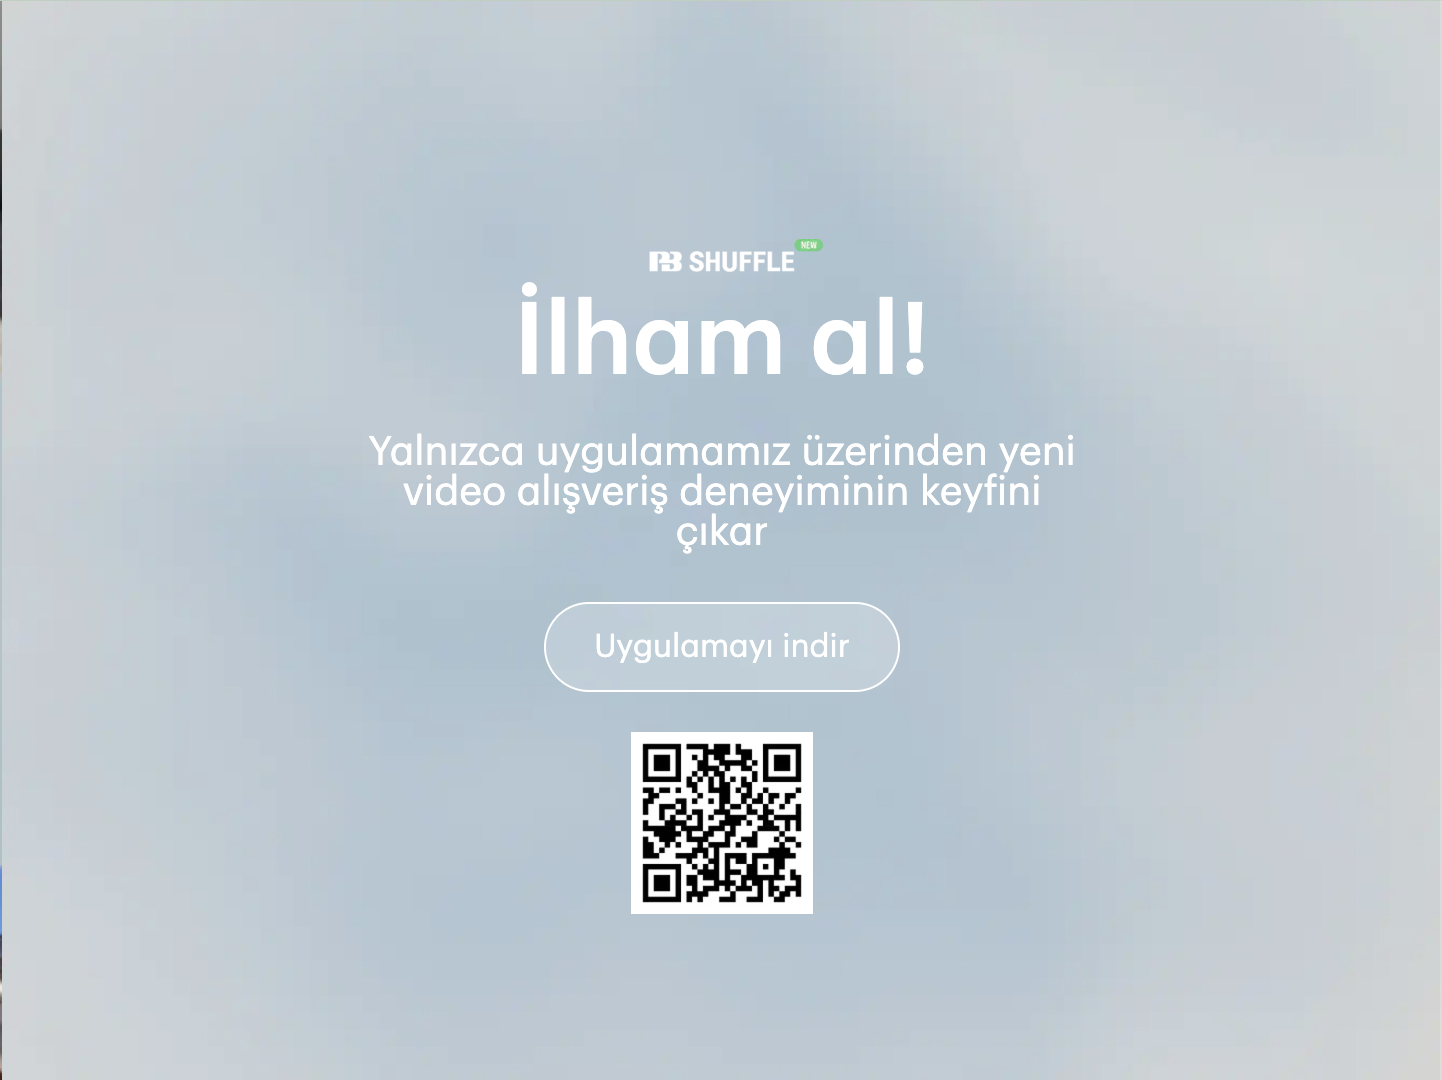 PB SHUFFLE NEW
İlham al!
Yalnızca uygulamamız üzerinden yeni
video alışveriş deneyiminin keyfini
çıkar
Uygulamayı indir